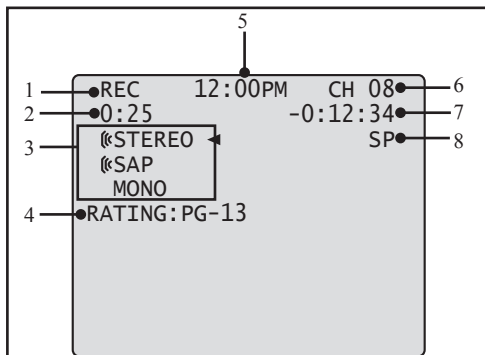 5
1 REC 12:00PM CH 08 6
2 0:25 -0:12:34 7
3 STEREO SP 8
SAP
MONO
4 RATING:PG-13